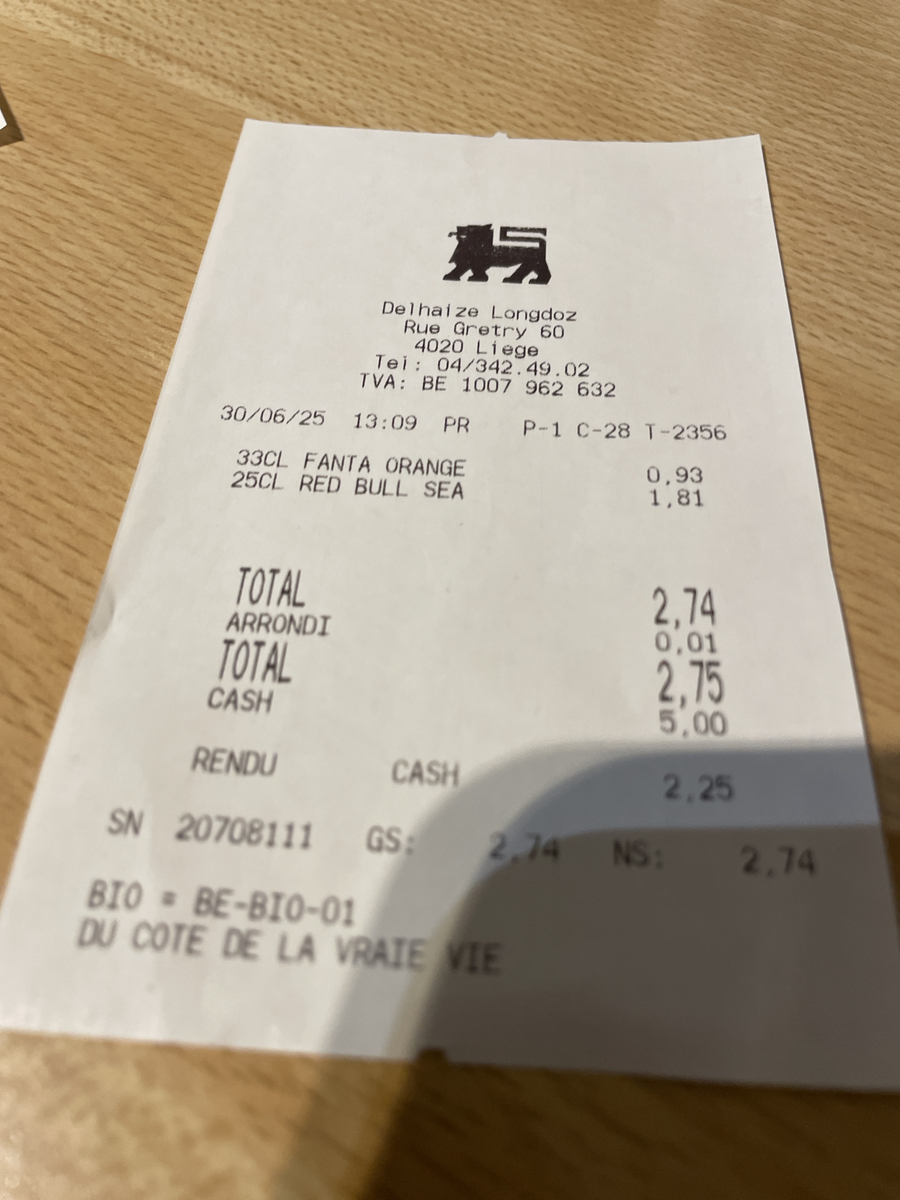 Delhaize Longdoz
Rue Gretry 60
4020 Liege
Tel: 04/342.49.02
TVA: BE 1007 962 632
30/06/25 13:09 PR P-1 C-28 T-2356
33CL FANTA ORANGE 0,93
25CL RED BULL SEA 1,81
TOTAL 2,74
ARRONDI 0,01
TOTAL 2,75
CASH 5,00
RENDU CASH 2,25
SN 20708111 GS: 2,74 NS: 2,74
BIO = BE-BIO-01
DU COTE DE LA VRAIE VIE